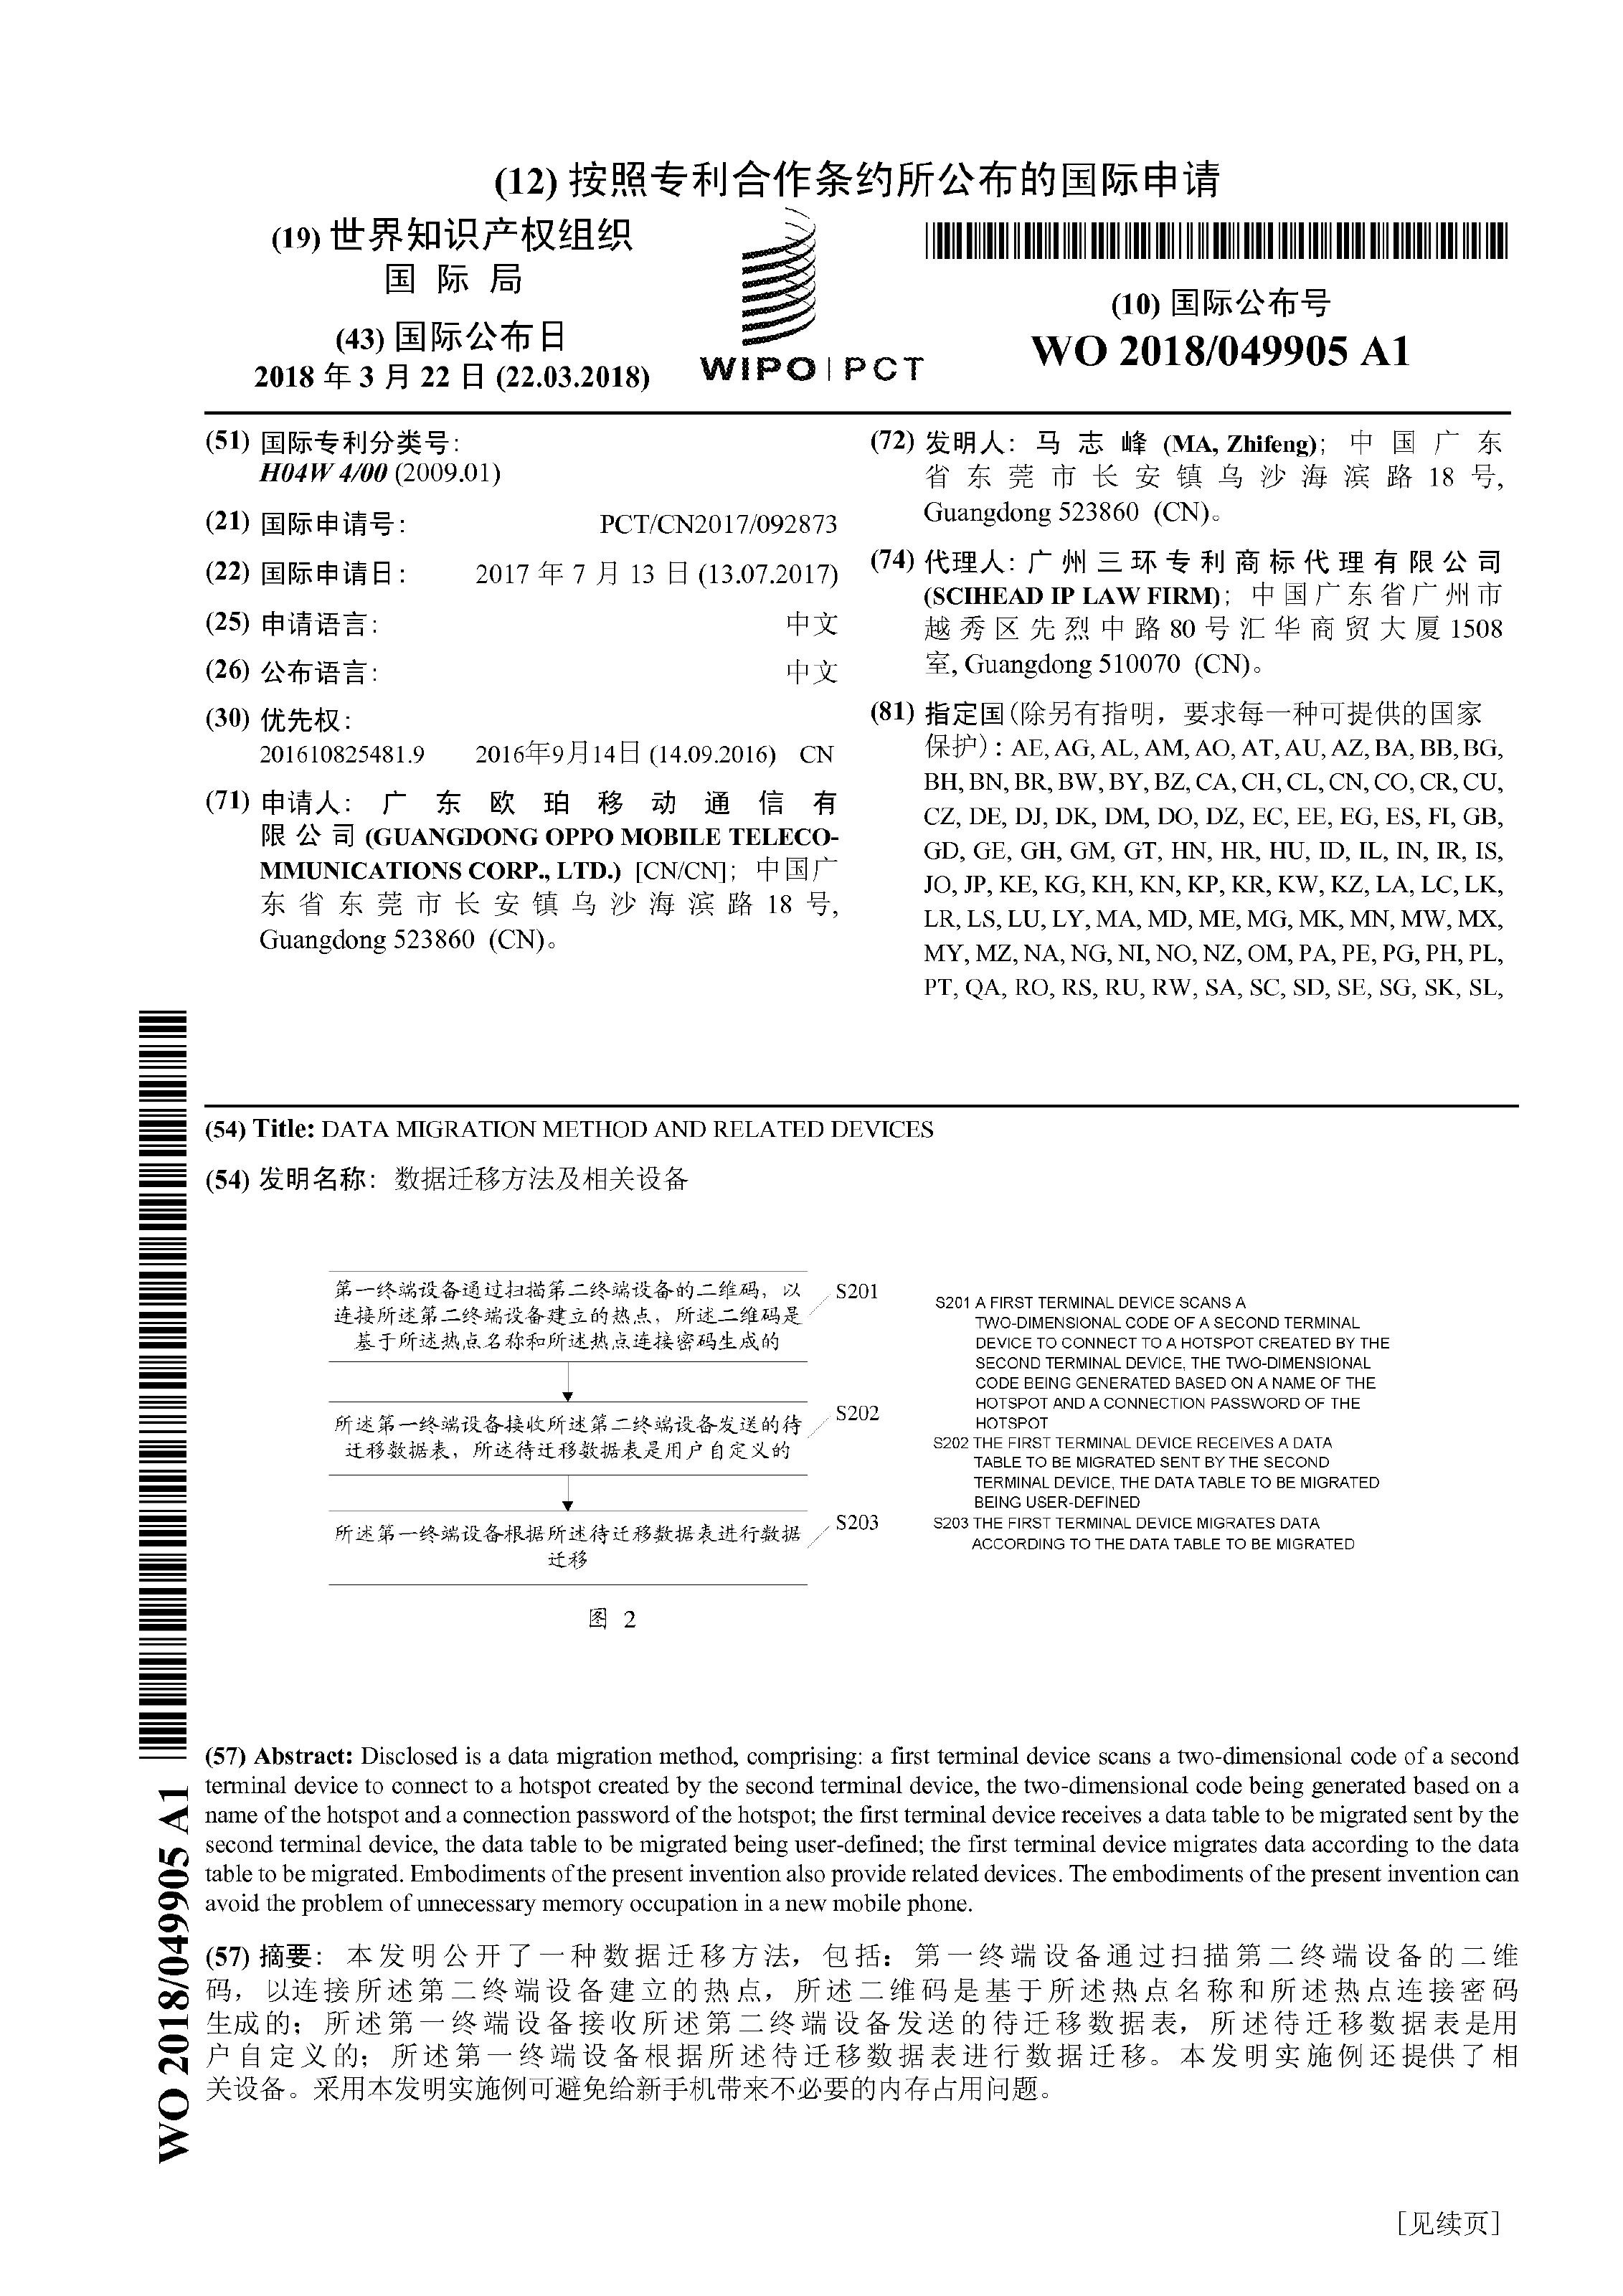 (12) 按照专利合作条约所公布的国际申请
(19) 世界知识产权组织
国 际 局
(43) 国际公布日
2018 年 3 月 22 日 (22.03.2018)
WIPO | PCT
(10) 国际公布号
WO 2018/049905 A1
(51) 国际专利分类号:
H04W 4/00 (2009.01)
(21) 国际申请号: PCT/CN2017/092873
(22) 国际申请日: 2017 年 7 月 13 日 (13.07.2017)
(25) 申请语言: 中文
(26) 公布语言: 中文
(30) 优先权:
201610825481.9 2016年9月14日 (14.09.2016) CN
(71) 申请人: 广 东 欧 珀 移 动 通 信 有
限 公 司 (GUANGDONG OPPO MOBILE TELECO-
MMUNICATIONS CORP., LTD.) [CN/CN]; 中国广
东 省 东 莞 市 长 安 镇 乌 沙 海 滨 路 18 号,
Guangdong 523860 (CN)。
(72) 发明人: 马 志 峰 (MA, Zhifeng); 中 国 广 东
省 东 莞 市 长 安 镇 乌 沙 海 滨 路 18 号,
Guangdong 523860 (CN)。
(74) 代理人: 广 州 三 环 专 利 商 标 代 理 有 限 公 司
(SCIHEAD IP LAW FIRM); 中国广东省广州市
越 秀 区 先 烈 中 路 80 号 汇 华 商 贸 大 厦 1508
室, Guangdong 510070 (CN)。
(81) 指定国(除另有指明, 要求每一种可提供的国家
保护): AE, AG, AL, AM, AO, AT, AU, AZ, BA, BB, BG,
BH, BN, BR, BW, BY, BZ, CA, CH, CL, CN, CO, CR, CU,
CZ, DE, DJ, DK, DM, DO, DZ, EC, EE, EG, ES, FI, GB,
GD, GE, GH, GM, GT, HN, HR, HU, ID, IL, IN, IR, IS,
JO, JP, KE, KG, KH, KN, KP, KR, KW, KZ, LA, LC, LK,
LR, LS, LU, LY, MA, MD, ME, MG, MK, MN, MW, MX,
MY, MZ, NA, NG, NI, NO, NZ, OM, PA, PE, PG, PH, PL,
PT, QA, RO, RS, RU, RW, SA, SC, SD, SE, SG, SK, SL,
(54) Title: DATA MIGRATION METHOD AND RELATED DEVICES
(54) 发明名称: 数据迁移方法及相关设备
第一终端设备通过扫描第二终端设备的二维码, 以
连接所述第二终端设备建立的热点, 所述二维码是
基于所述热点名称和所述热点连接密码生成的
S201
所述第一终端设备接收所述第二终端设备发送的待
迁移数据表, 所述待迁移数据表是用户自定义的
S202
所述第一终端设备根据所述待迁移数据表进行数据
迁移
S203
图 2
S201 A FIRST TERMINAL DEVICE SCANS A
TWO-DIMENSIONAL CODE OF A SECOND TERMINAL
DEVICE TO CONNECT TO A HOTSPOT CREATED BY THE
SECOND TERMINAL DEVICE, THE TWO-DIMENSIONAL
CODE BEING GENERATED BASED ON A NAME OF THE
HOTSPOT AND A CONNECTION PASSWORD OF THE
HOTSPOT
S202 THE FIRST TERMINAL DEVICE RECEIVES A DATA
TABLE TO BE MIGRATED SENT BY THE SECOND
TERMINAL DEVICE, THE DATA TABLE TO BE MIGRATED
BEING USER-DEFINED
S203 THE FIRST TERMINAL DEVICE MIGRATES DATA
ACCORDING TO THE DATA TABLE TO BE MIGRATED
(57) Abstract: Disclosed is a data migration method, comprising: a first terminal device scans a two-dimensional code of a second
terminal device to connect to a hotspot created by the second terminal device, the two-dimensional code being generated based on a
name of the hotspot and a connection password of the hotspot; the first terminal device receives a data table to be migrated sent by the
second terminal device, the data table to be migrated being user-defined; the first terminal device migrates data according to the data
table to be migrated. Embodiments of the present invention also provide related devices. The embodiments of the present invention can
avoid the problem of unnecessary memory occupation in a new mobile phone.
(57) 摘要: 本发明公开了一种数据迁移方法, 包括: 第一终端设备通过扫描第二终端设备的二维
码, 以连接所述第二终端设备建立的热点, 所述二维码是基于所述热点名称和所述热点连接密码
生成的; 所述第一终端设备接收所述第二终端设备发送的待迁移数据表, 所述待迁移数据表是用
户自定义的; 所述第一终端设备根据所述待迁移数据表进行数据迁移。本发明实施例还提供了相
关设备。采用本发明实施例可避免给新手机带来不必要的内存占用问题。
WO 2018/049905 A1
[见续页]